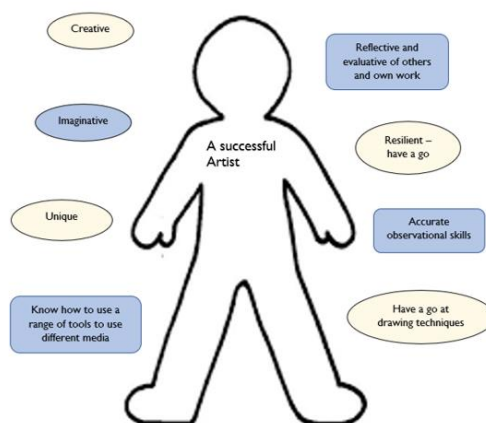 Creative
Reflective and
evaluative of others
and own work
Imaginative
A successful
Artist
Resilient –
have a go
Unique
Accurate
observational skills
Know how to use a
range of tools to use
different media
Have a go at
drawing techniques